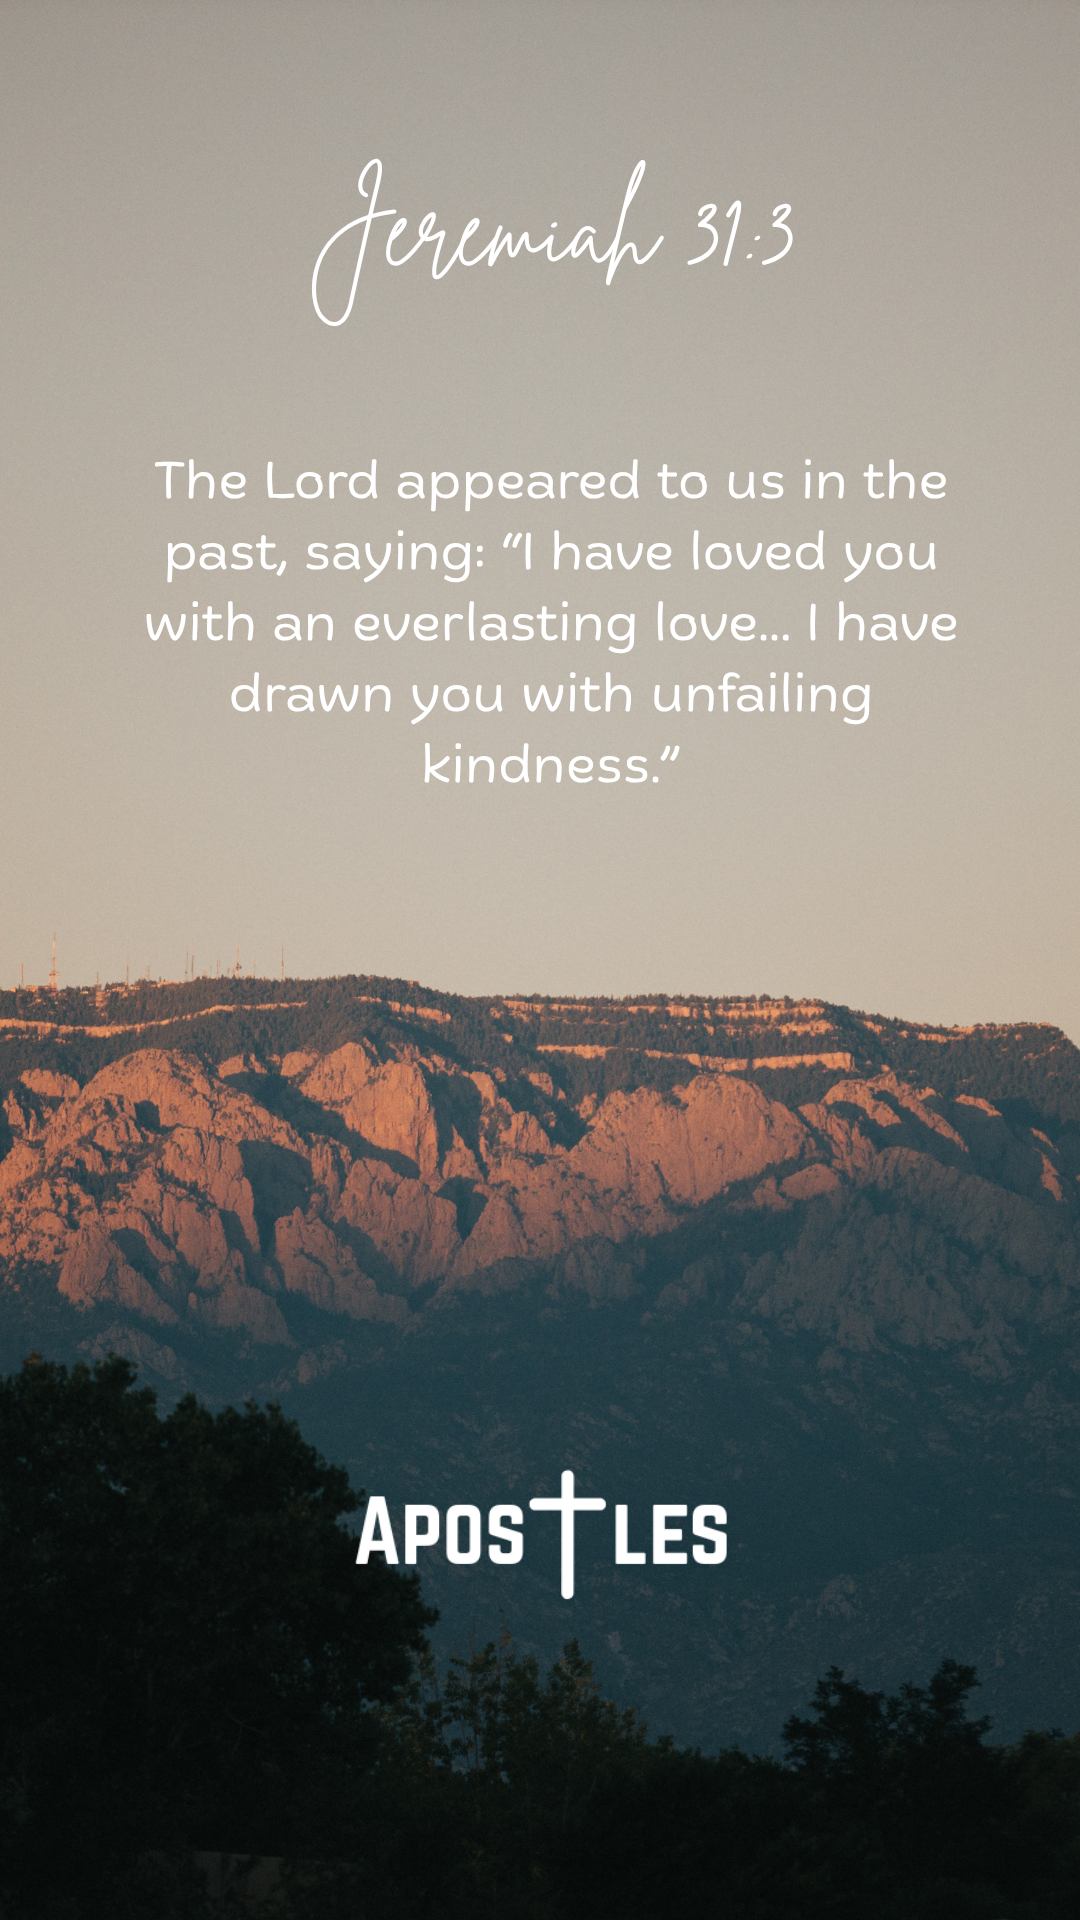 Jeremiah 31:3
The Lord appeared to us in the
past, saying: “I have loved you
with an everlasting love... I have
drawn you with unfailing
kindness.”
APOSTLES